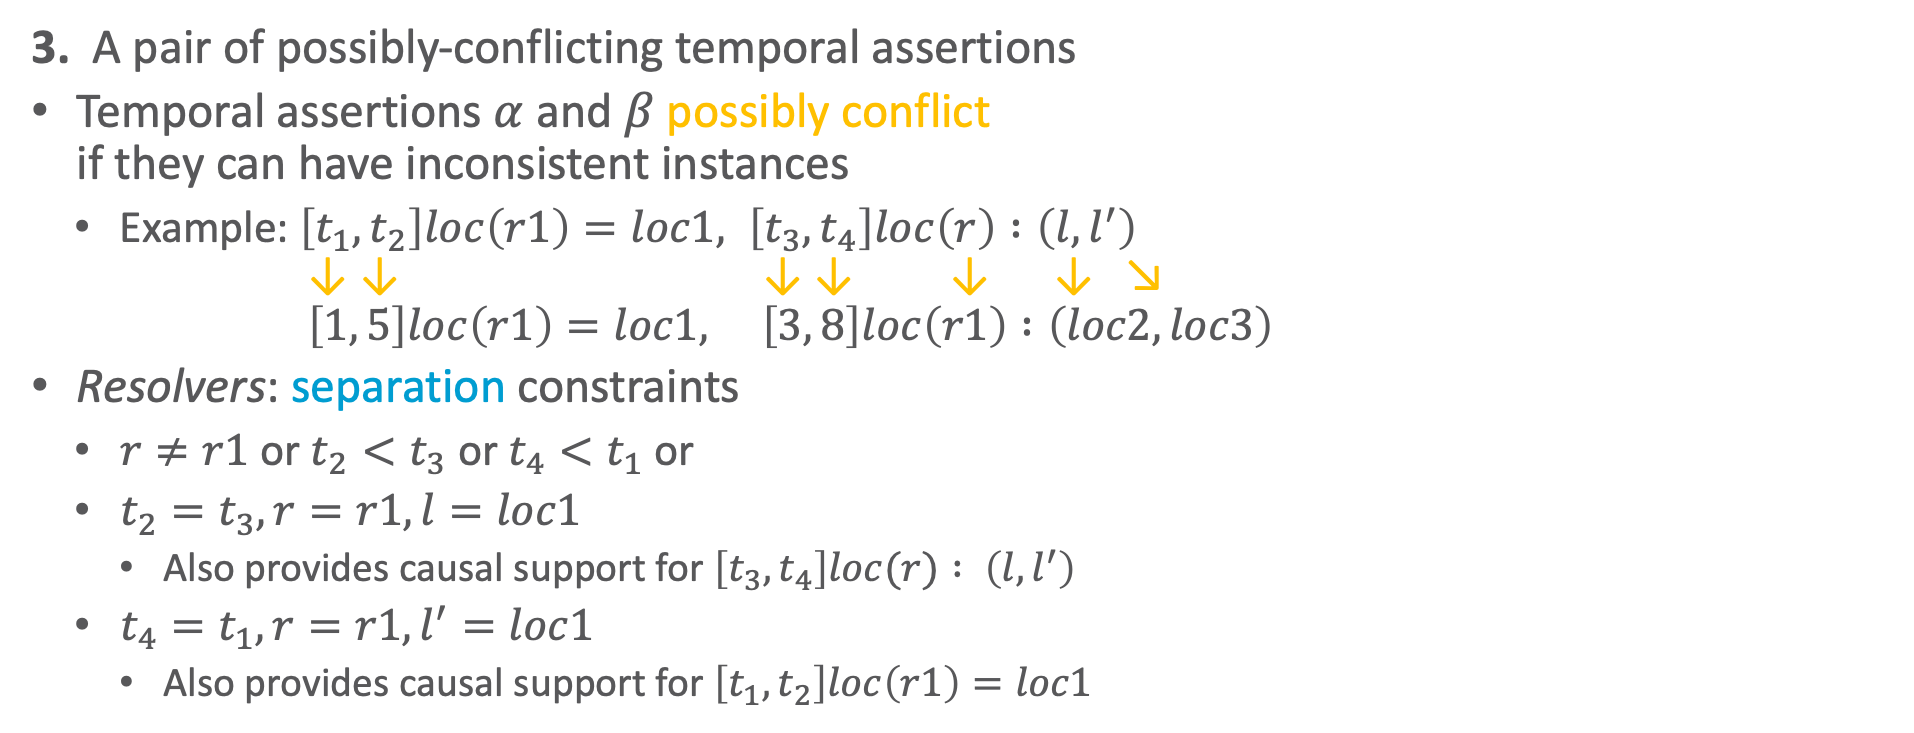 3. A pair of possibly-conflicting temporal assertions
• Temporal assertions α and β possibly conflict
if they can have inconsistent instances
• Example: [t₁, t₂]loc(r1) = loc1, [t₃, t₄]loc(r) : (l, l′)
↓ ↓ ↓ ↓ ↓ ↓ ↘
[1, 5]loc(r1) = loc1, [3, 8]loc(r1) : (loc2, loc3)
• Resolvers: separation constraints
• r ≠ r1 or t₂ < t₃ or t₄ < t₁ or
• t₂ = t₃, r = r1, l = loc1
• Also provides causal support for [t₃, t₄]loc(r) : (l, l′)
• t₄ = t₁, r = r1, l′ = loc1
• Also provides causal support for [t₁, t₂]loc(r1) = loc1